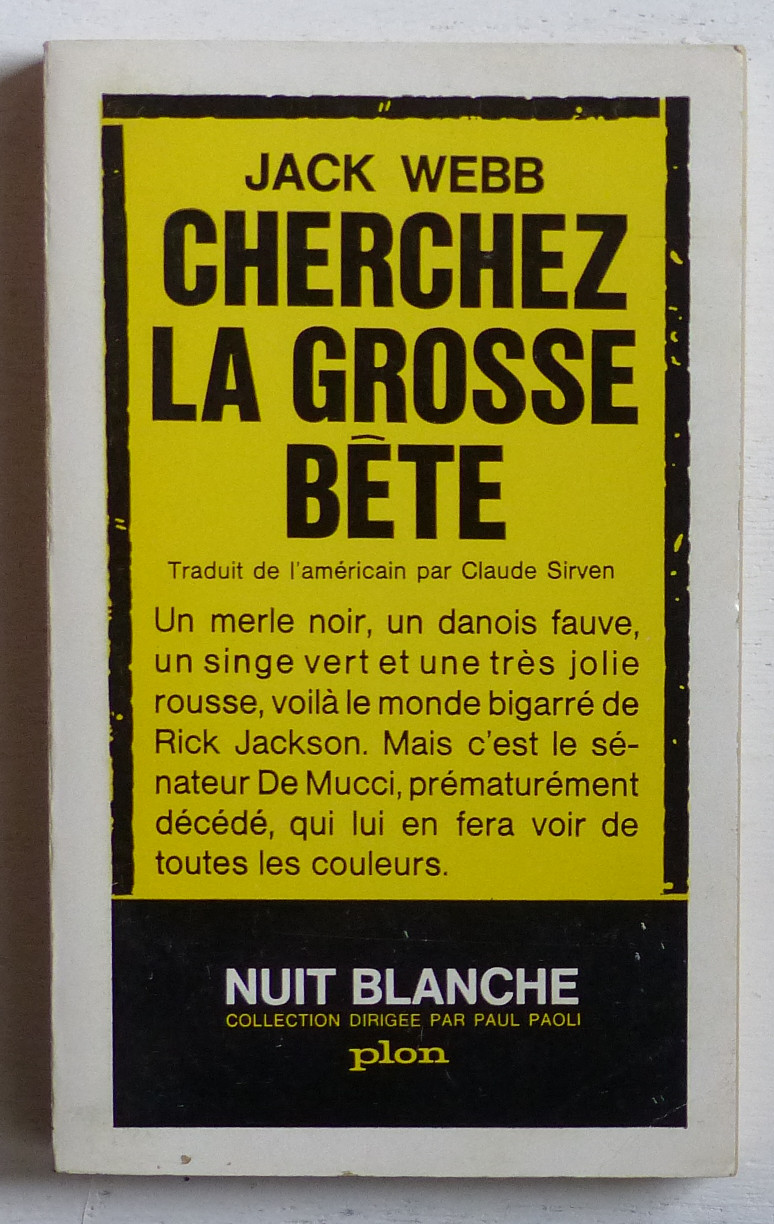 JACK WEBB
CHERCHEZ
LA GROSSE
BÊTE
Traduit de l'américain par Claude Sirven
Un merle noir, un danois fauve,
un singe vert et une très jolie
rousse, voilà le monde bigarré de
Rick Jackson. Mais c'est le sé-
nateur De Mucci, prématurément
décédé, qui lui en fera voir de
toutes les couleurs.
NUIT BLANCHE
COLLECTION DIRIGEE PAR PAUL PAOLI
plon